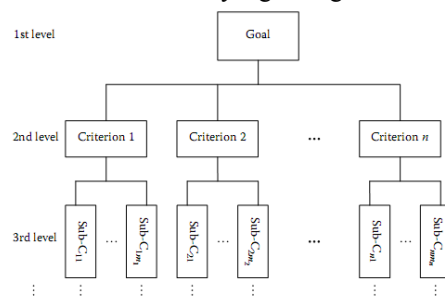 1st level Goal
2nd level Criterion 1 Criterion 2 ... Criterion n
3rd level Sub-C₁₁ ... Sub-C₁ₘ₁ Sub-C₂₁ ... Sub-C₂ₘ₂ ... Sub-Cₙ₁ ... Sub-Cₙₘₙ